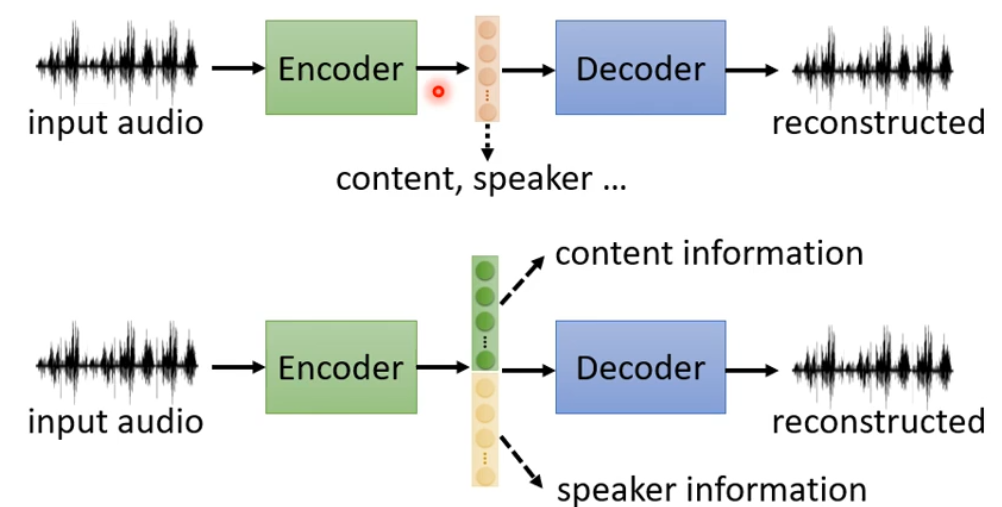 Encoder
Decoder
input audio
reconstructed
content, speaker ...
content information
Encoder
Decoder
input audio
reconstructed
speaker information